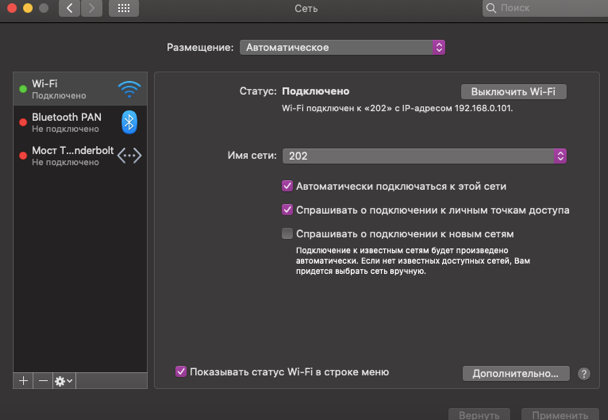 Сеть
Поиск
Размещение: Автоматическое
Wi-Fi
Подключено
Bluetooth PAN
Не подключено
Мост T...nderbolt
Не подключено
Статус: Подключено
Выключить Wi-Fi
Wi-Fi подключен к «202» с IP-адресом 192.168.0.101.
Имя сети: 202
Автоматически подключаться к этой сети
Спрашивать о подключении к личным точкам доступа
Спрашивать о подключении к новым сетям
Подключение к известным сетям будет произведено
автоматически. Если нет известных доступных сетей, Вам
придется выбрать сеть вручную.
Показывать статус Wi-Fi в строке меню
Дополнительно...
?
Вернуть
Применить